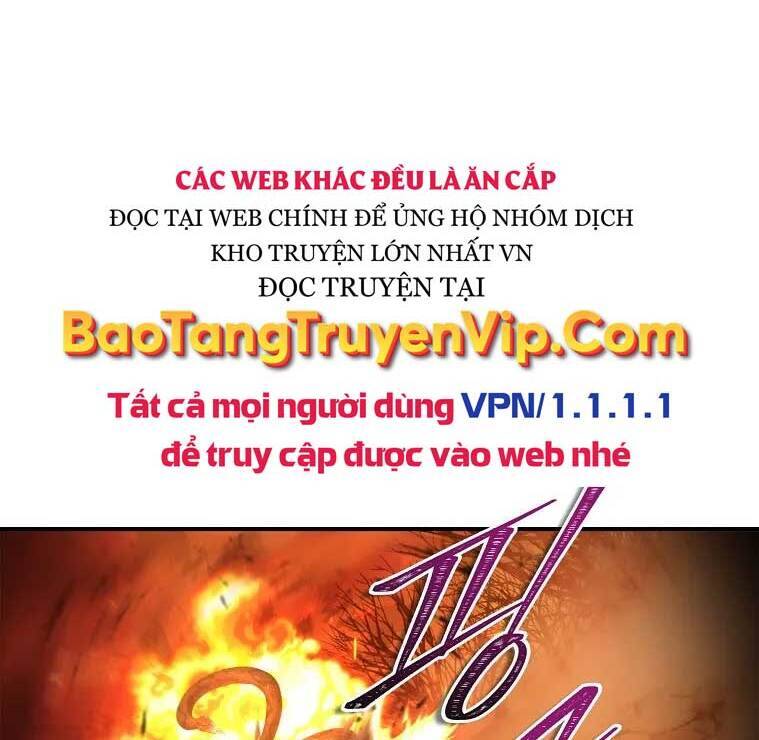 CÁC WEB KHÁC ĐỀU LÀ ĂN CẮP
ĐỌC TẠI WEB CHÍNH ĐỂ ỦNG HỘ NHÓM DỊCH
KHO TRUYỆN LỚN NHẤT VN
ĐỌC TRUYỆN TẠI
BaoTangTruyenVip.Com
Tất cả mọi người dùng VPN/1.1.1.1
để truy cập được vào web nhé